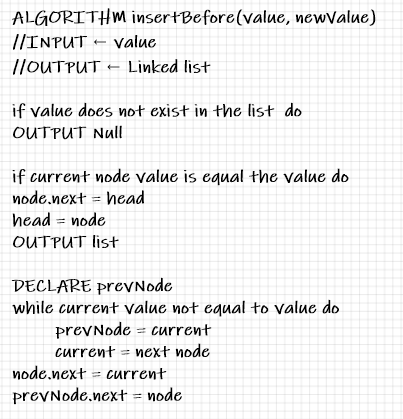 ALGORITHM insertBefore(value, newValue)
//INPUT ← value
//OUTPUT ← Linked list
if value does not exist in the list do
OUTPUT Null
if current node value is equal the value do
node.next = head
head = node
OUTPUT list
DECLARE prevNode
while current value not equal to value do
prevNode = current
current = next node
node.next = current
prevNode.next = node